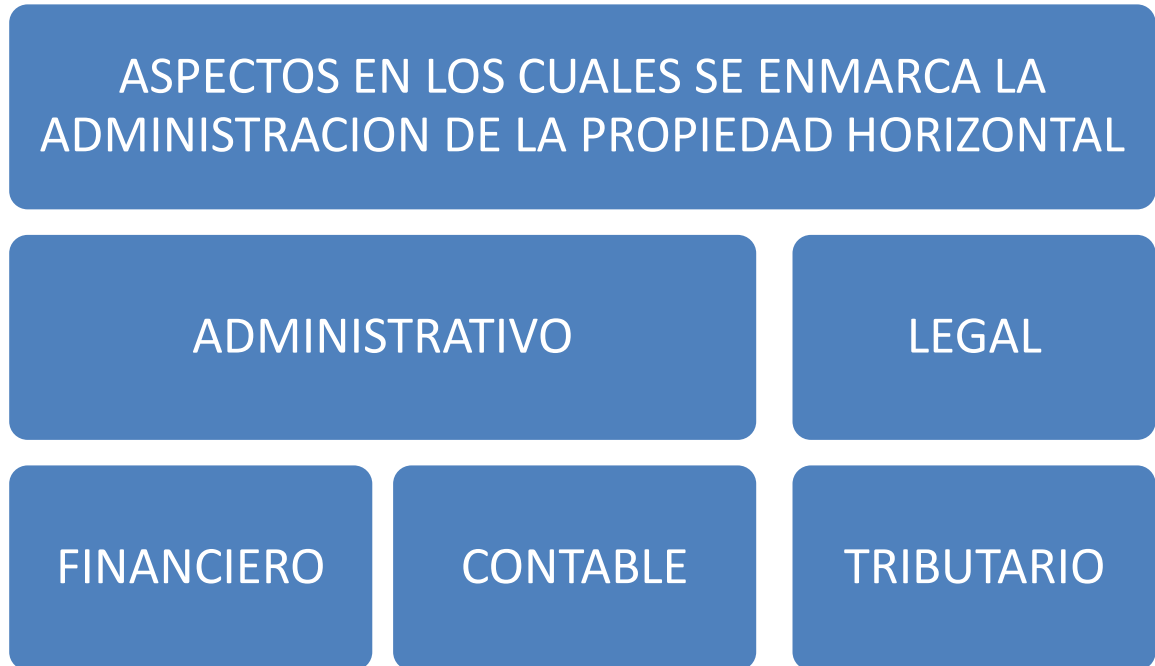 ASPECTOS EN LOS CUALES SE ENMARCA LA
ADMINISTRACION DE LA PROPIEDAD HORIZONTAL
ADMINISTRATIVO
LEGAL
FINANCIERO
CONTABLE
TRIBUTARIO